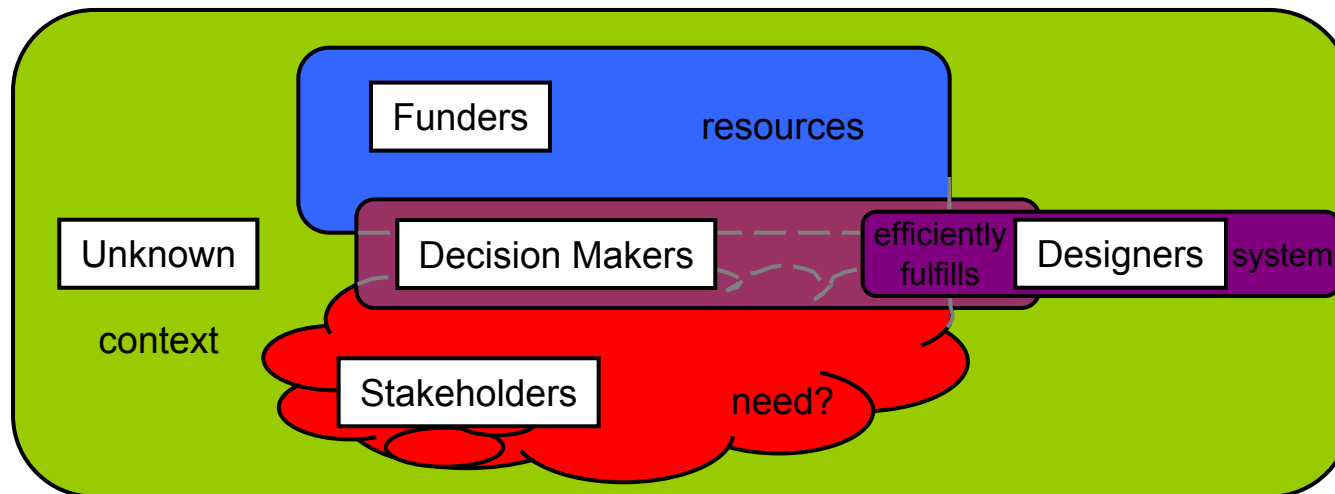 Funders
resources
Unknown
Decision Makers
efficiently
fulfills
Designers
system
context
Stakeholders
need?